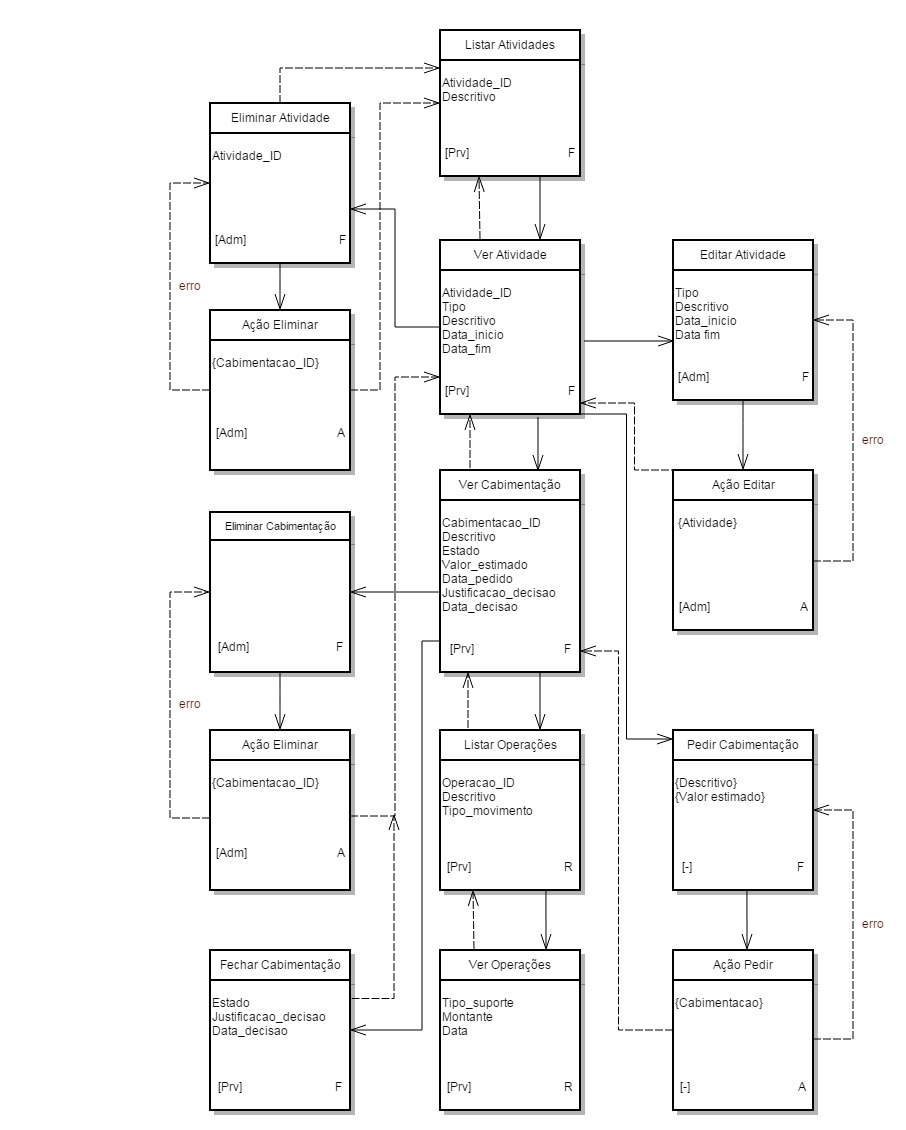 Listar Atividades
Atividade_ID
Descritivo
[Prv] F
Eliminar Atividade
Atividade_ID
[Adm] F
erro
Ação Eliminar
{Cabimentacao_ID}
[Adm] A
Ver Atividade
Atividade_ID
Tipo
Descritivo
Data_inicio
Data_fim
[Prv] F
Editar Atividade
Tipo
Descritivo
Data_inicio
Data fim
[Adm] F
erro
Ação Editar
{Atividade}
[Adm] A
Ver Cabimentação
Cabimentacao_ID
Descritivo
Estado
Valor_estimado
Data_pedido
Justificacao_decisao
Data_decisao
[Prv] F
Eliminar Cabimentação
[Adm] F
erro
Ação Eliminar
{Cabimentacao_ID}
[Adm] A
Listar Operações
Operacao_ID
Descritivo
Tipo_movimento
[Prv] R
Pedir Cabimentação
{Descritivo}
{Valor estimado}
[-] F
erro
Fechar Cabimentação
Estado
Justificacao_decisao
Data_decisao
[Prv] F
Ver Operações
Tipo_suporte
Montante
Data
[Prv] R
Ação Pedir
{Cabimentacao}
[-] A